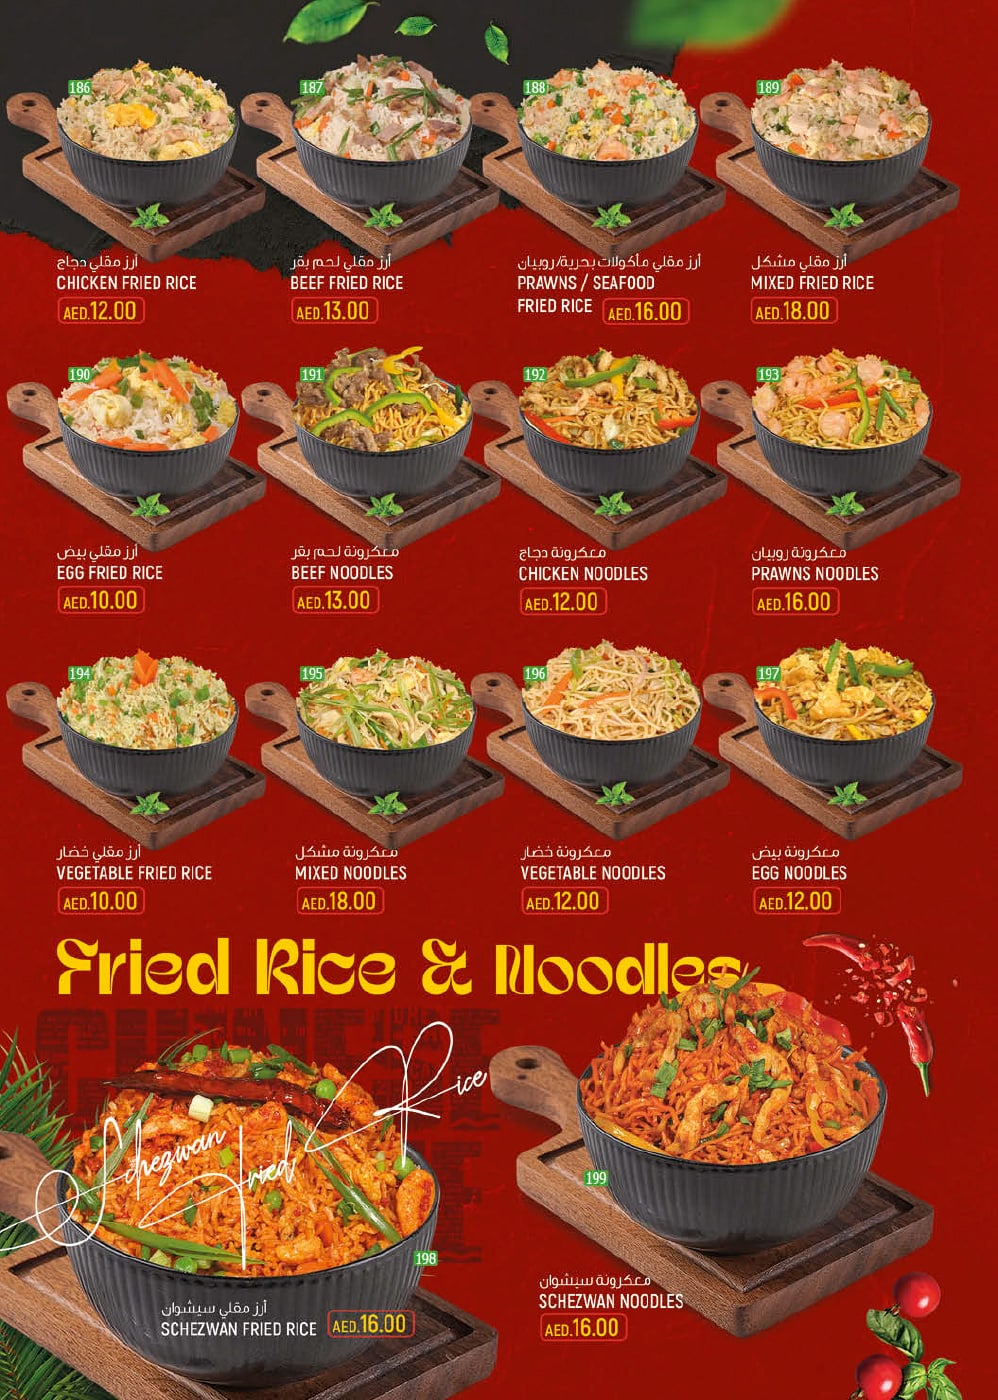 186
أرز مقلي دجاج
CHICKEN FRIED RICE
AED.12.00
187
أرز مقلي لحم بقر
BEEF FRIED RICE
AED.13.00
188
أرز مقلي مأكولات بحرية/روبيان
PRAWNS / SEAFOOD
FRIED RICE AED.16.00
189
أرز مقلي مشكل
MIXED FRIED RICE
AED.18.00
190
أرز مقلي بيض
EGG FRIED RICE
AED.10.00
191
معكرونة لحم بقر
BEEF NOODLES
AED.13.00
192
معكرونة دجاج
CHICKEN NOODLES
AED.12.00
193
معكرونة روبيان
PRAWNS NOODLES
AED.16.00
194
أرز مقلي خضار
VEGETABLE FRIED RICE
AED.10.00
195
معكرونة مشكل
MIXED NOODLES
AED.18.00
196
معكرونة خضار
VEGETABLE NOODLES
AED.12.00
197
معكرونة بيض
EGG NOODLES
AED.12.00
Fried Rice & Noodles
CHINESE
Schezwan Fried Rice
198
أرز مقلي سيشوان
SCHEZWAN FRIED RICE AED.16.00
199
معكرونة سيشوان
SCHEZWAN NOODLES
AED.16.00